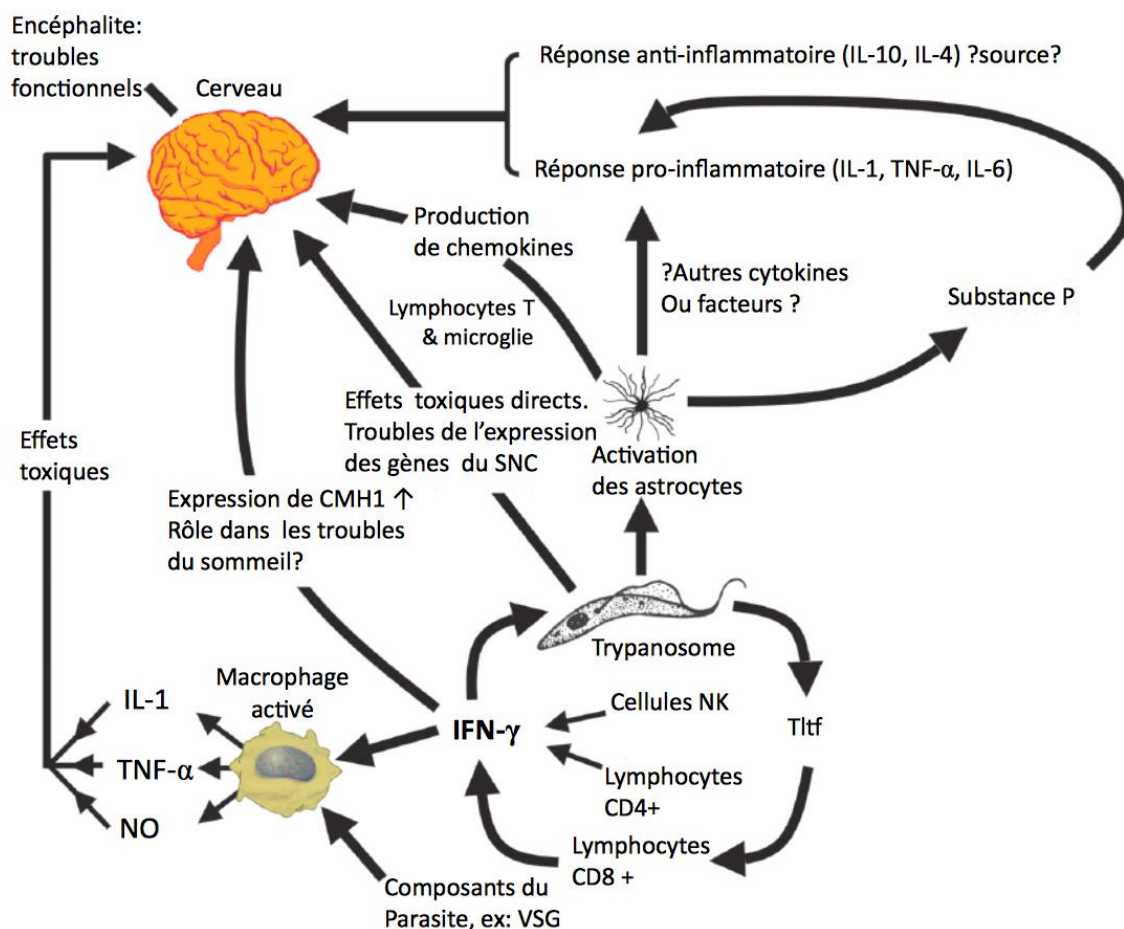 Encéphalite:
troubles
fonctionnels
Cerveau
Réponse anti-inflammatoire (IL-10, IL-4) ?source?
Réponse pro-inflammatoire (IL-1, TNF-α, IL-6)
Production
de chemokines
?Autres cytokines
Ou facteurs ?
Substance P
Lymphocytes T
& microglie
Effets toxiques directs.
Troubles de l’expression
des gènes du SNC
Activation
des astrocytes
Effets
toxiques
Expression de CMH1 ↑
Rôle dans les troubles
du sommeil?
Trypanosome
Macrophage
activé
IL-1
TNF-α
NO
IFN-γ
Cellules NK
Tltf
Lymphocytes
CD4+
Lymphocytes
CD8 +
Composants du
Parasite, ex: VSG